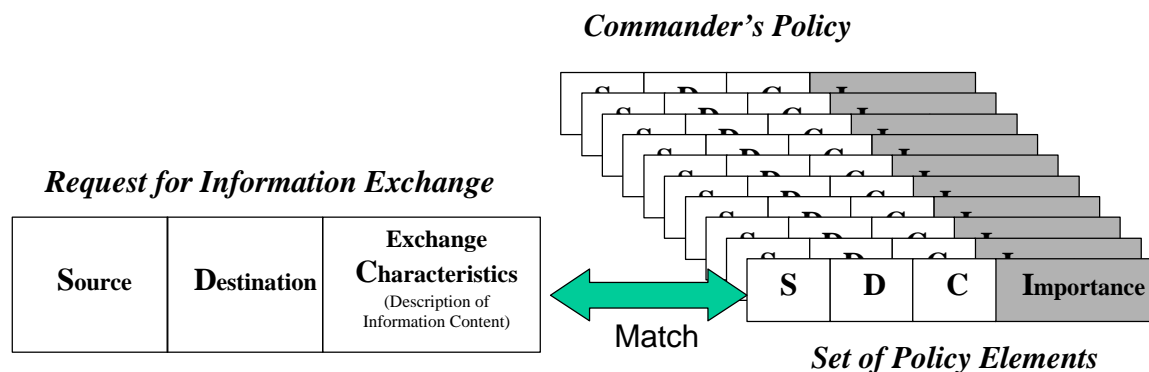 Commander’s Policy
Request for Information Exchange
Source
Destination
Exchange
Characteristics
(Description of
Information Content)
Match
S D C I
S D C I
S D C I
S D C I
S D C I
S D C I
S D C I
S D C I
S D C I
S D C Importance
Set of Policy Elements